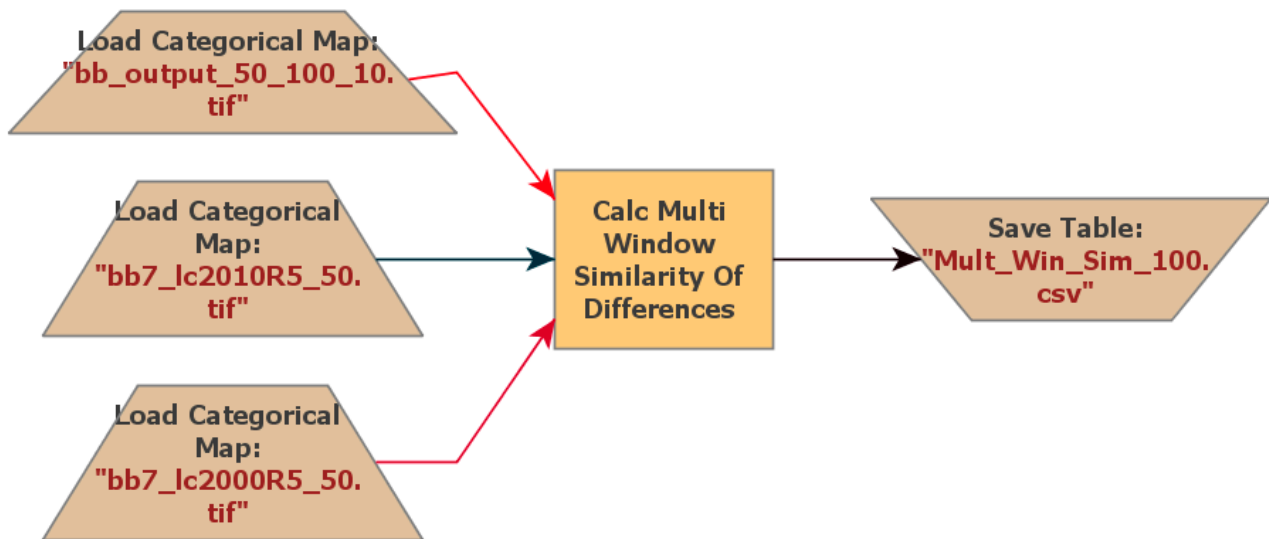 Load Categorical Map:
"bb_output_50_100_10.
tif"
Load Categorical
Map:
"bb7_lc2010R5_50.
tif"
Load Categorical
Map:
"bb7_lc2000R5_50.
tif"
Calc Multi
Window
Similarity Of
Differences
Save Table:
"Mult_Win_Sim_100.
csv"